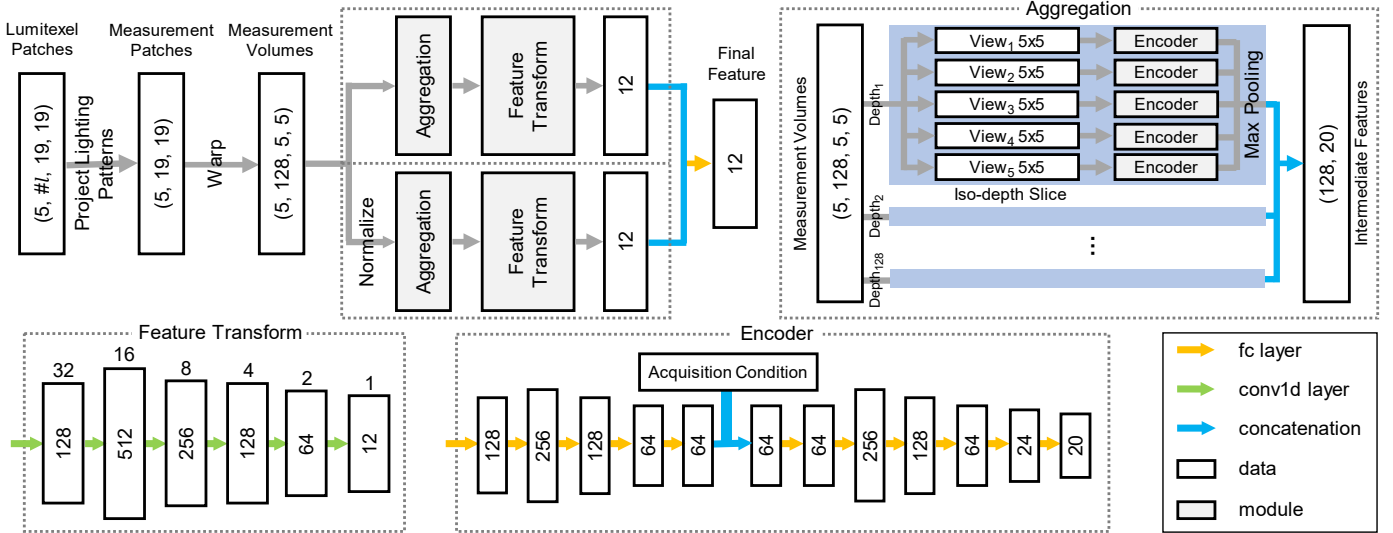 Lumitexel
Patches
(5, #l, 19, 19)
Project Lighting
Patterns
Measurement
Patches
(5, 19, 19)
Warp
Measurement
Volumes
(5, 128, 5, 5)
Normalize
Aggregation
Feature
Transform
12
Aggregation
Feature
Transform
12
Final
Feature
12
Aggregation
Measurement Volumes
(5, 128, 5, 5)
Depth1
View1 5x5
Encoder
View2 5x5
Encoder
View3 5x5
Encoder
View4 5x5
Encoder
View5 5x5
Encoder
Max Pooling
Iso-depth Slice
Depth2
...
Depth128
(128, 20)
Intermediate Features
Feature Transform
32
128
16
512
8
256
4
128
2
64
1
12
Encoder
Acquisition Condition
128
256
128
64
64
64
64
256
128
64
24
20
fc layer
conv1d layer
concatenation
data
module